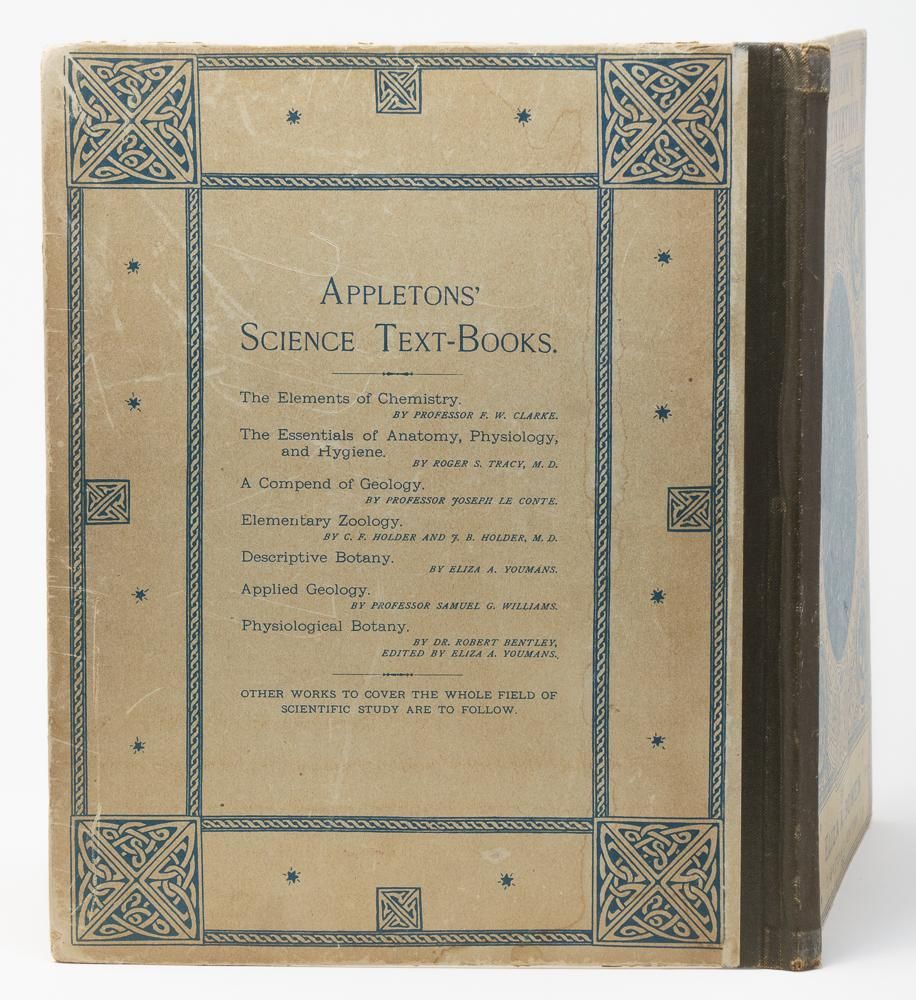 APPLETONS'
SCIENCE TEXT-BOOKS.
The Elements of Chemistry.
BY PROFESSOR F. W. CLARKE.
The Essentials of Anatomy, Physiology,
and Hygiene.
BY ROGER S. TRACY, M. D.
A Compend of Geology.
BY PROFESSOR JOSEPH LE CONTE.
Elementary Zoology.
BY C. F. HOLDER AND J. B. HOLDER, M. D.
Descriptive Botany.
BY ELIZA A. YOUMANS.
Applied Geology.
BY PROFESSOR SAMUEL G. WILLIAMS.
Physiological Botany.
BY DR. ROBERT BENTLEY,
EDITED BY ELIZA A. YOUMANS.
OTHER WORKS TO COVER THE WHOLE FIELD OF
SCIENTIFIC STUDY ARE TO FOLLOW.